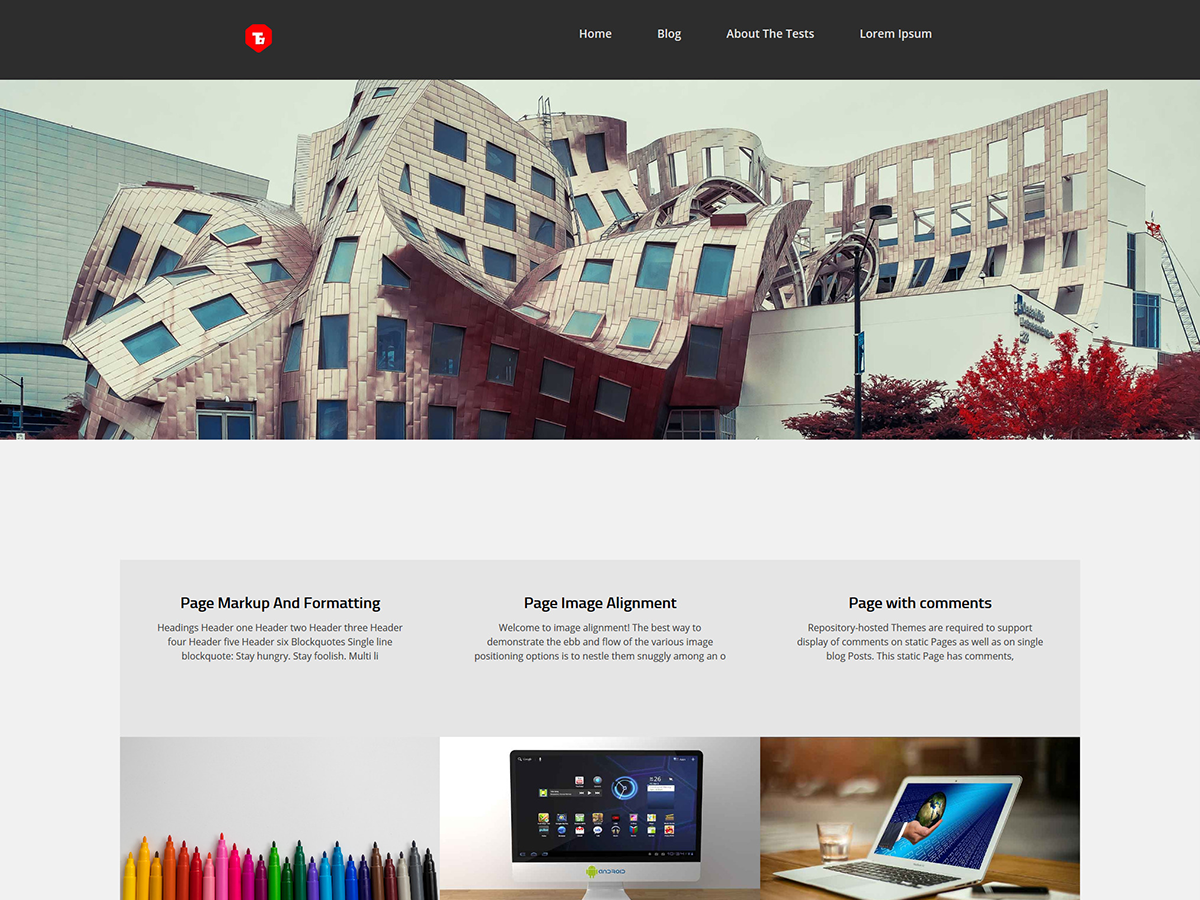 Home Blog About The Tests Lorem Ipsum
Page Markup And Formatting
Headings Header one Header two Header three Header
four Header five Header six Blockquotes Single line
blockquote: Stay hungry. Stay foolish. Multi li
Page Image Alignment
Welcome to image alignment! The best way to
demonstrate the ebb and flow of the various image
positioning options is to nestle them snuggly among an o
Page with comments
Repository-hosted Themes are required to support
display of comments on static Pages as well as on single
blog Posts. This static Page has comments,